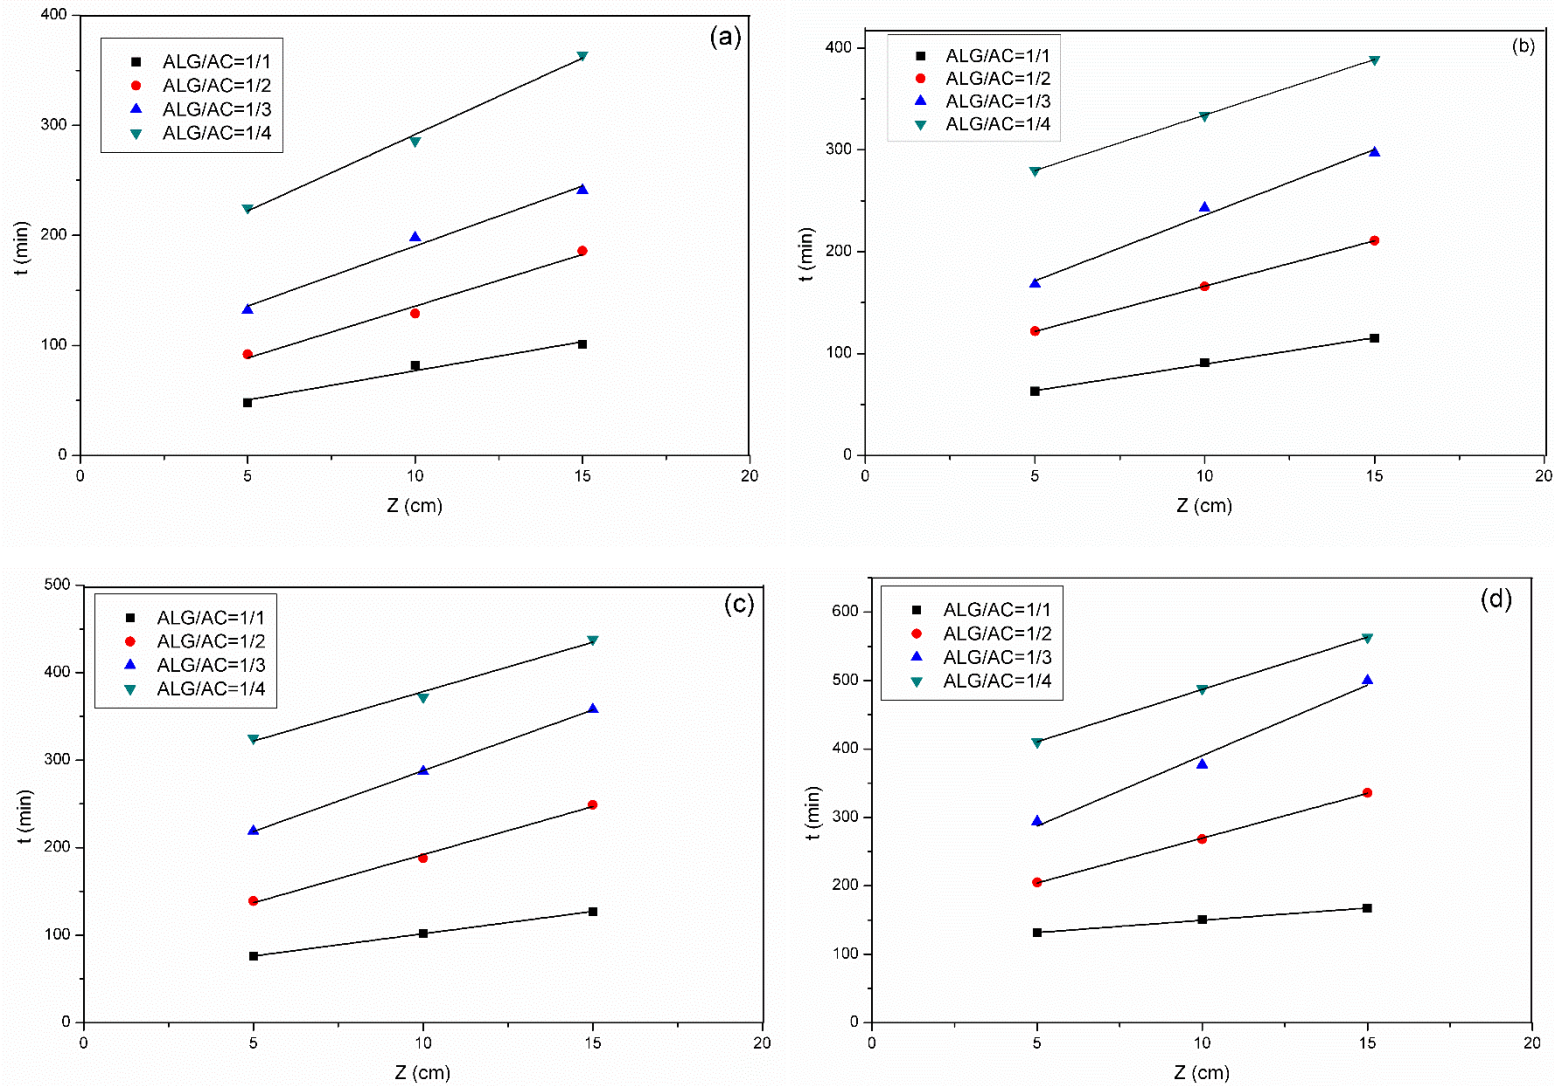 (a)
ALG/AC=1/1
ALG/AC=1/2
ALG/AC=1/3
ALG/AC=1/4
400
300
200
100
0
t (min)
0 5 10 15 20
Z (cm)
(b)
ALG/AC=1/1
ALG/AC=1/2
ALG/AC=1/3
ALG/AC=1/4
400
300
200
100
0
t (min)
0 5 10 15 20
Z (cm)
(c)
ALG/AC=1/1
ALG/AC=1/2
ALG/AC=1/3
ALG/AC=1/4
500
400
300
200
100
0
t (min)
0 5 10 15 20
Z (cm)
(d)
ALG/AC=1/1
ALG/AC=1/2
ALG/AC=1/3
ALG/AC=1/4
600
500
400
300
200
100
0
t (min)
0 5 10 15 20
Z (cm)